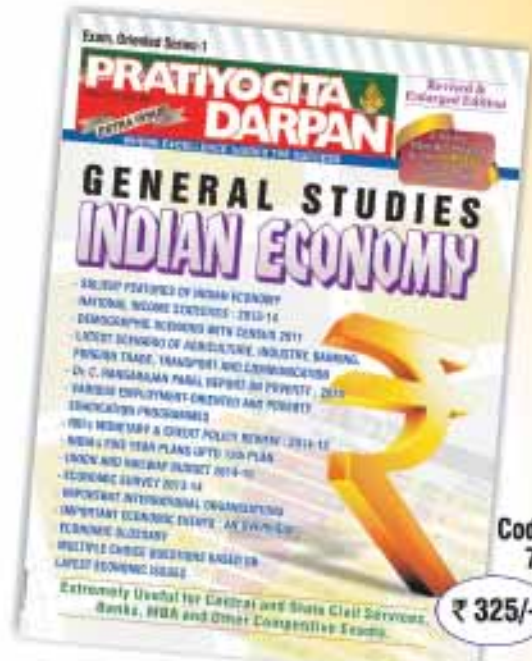 Exam. Oriented Series-1
PRATIYOGITA
DARPAN
Revised &
Enlarged Edition
EXTRA ISSUE
GENERAL STUDIES
INDIAN ECONOMY
- SALIENT FEATURES OF INDIAN ECONOMY
- NATIONAL INCOME STATISTICS : 2013-14
- DEMOGRAPHIC SCENARIO WITH CENSUS 2011
- LATEST SCENARIO OF AGRICULTURE, INDUSTRY, BANKING,
FOREIGN TRADE, TRANSPORT AND COMMUNICATION
- Dr. C. RANGARAJAN PANEL REPORT ON POVERTY :
- VARIOUS EMPLOYMENT-ORIENTED AND POVERTY
ERADICATION PROGRAMMES
- RBI's MONETARY & CREDIT POLICY REVIEW :
- INDIA's FIVE YEAR PLANS UPTO 12th PLAN
- UNION AND RAILWAY BUDGET 2014-15
- ECONOMIC SURVEY 2013-14
- IMPORTANT INTERNATIONAL ORGANISATIONS
- IMPORTANT ECONOMIC EVENTS : AN OVERVIEW
- ECONOMIC GLOSSARY
- MULTIPLE CHOICE QUESTIONS BASED ON
LATEST ECONOMIC ISSUES
Extremely Useful for Central and State Civil Services,
Banks, MBA and Other Competitive Exams.
₹ 325/-